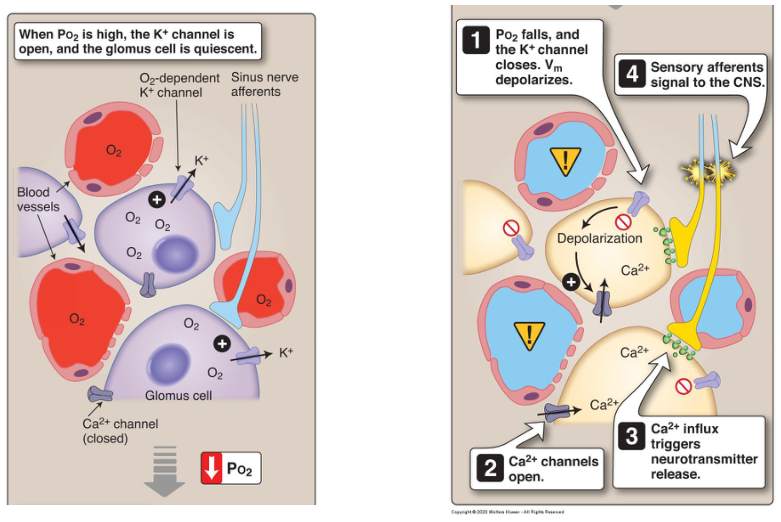 When PO2 is high, the K+ channel is
open, and the glomus cell is quiescent.
O2-dependent
K+ channel
Sinus nerve
afferents
O2
K+
Blood
vessels
O2
O2
O2
O2
O2
O2
O2
K+
Glomus cell
Ca2+ channel
(closed)
PO2
1
PO2 falls, and
the K+ channel
closes. Vm
depolarizes.
4
Sensory afferents
signal to the CNS.
!
Depolarization
Ca2+
!
Ca2+
Ca2+
2
Ca2+ channels
open.
3
Ca2+ influx
triggers
neurotransmitter
release.
Copyright © 2020 Wolters Kluwer - All Rights Reserved